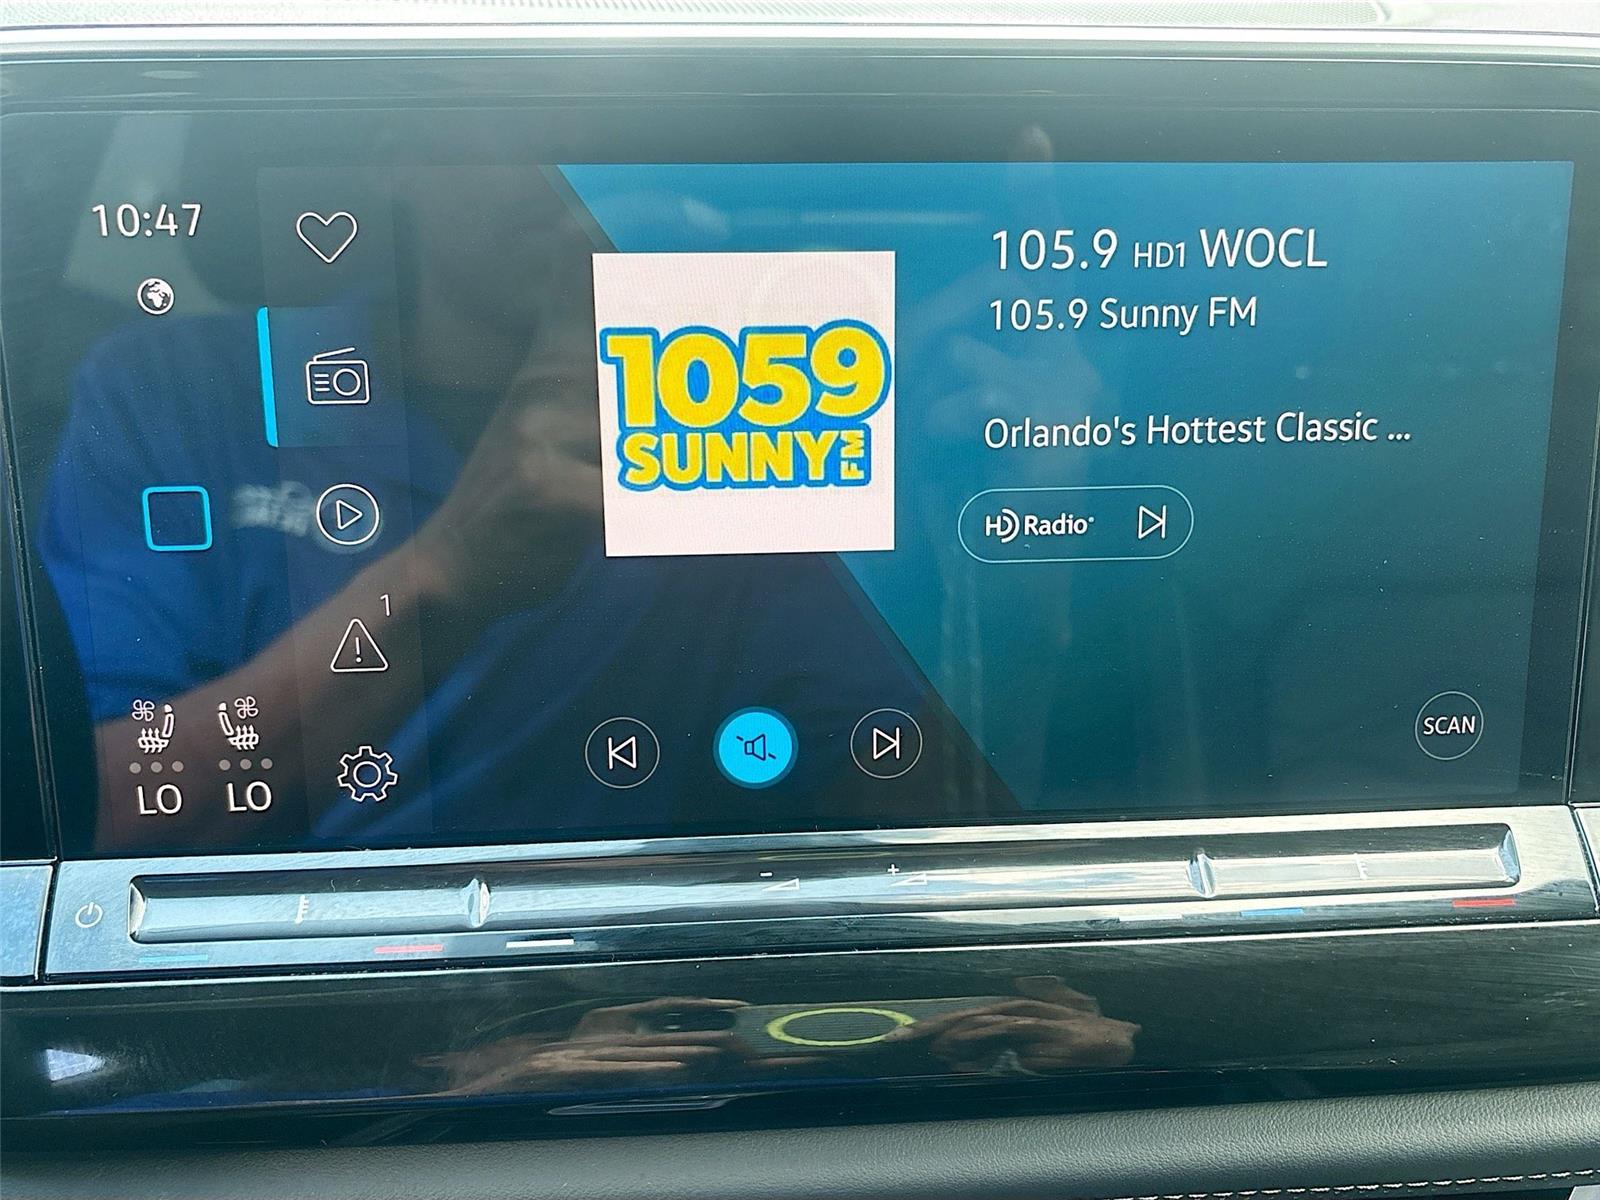 10:47
105.9 HD1 WOCL
105.9 Sunny FM
1059
SUNNY FM
Orlando's Hottest Classic ...
HD Radio
1
SCAN
LO LO
- +